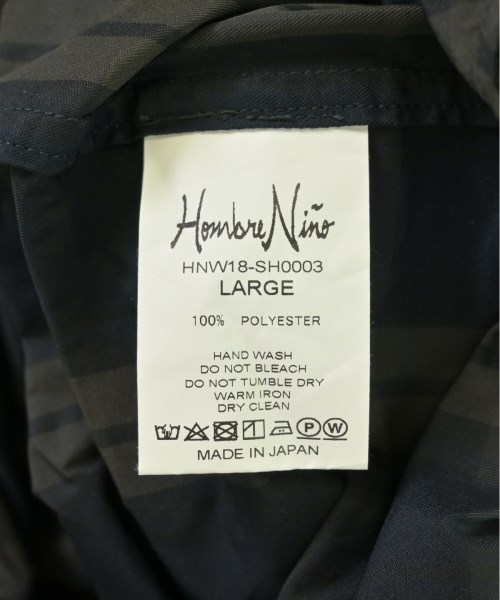 Hombre Niño
HNW18-SH0003
LARGE
100% POLYESTER
HAND WASH
DO NOT BLEACH
DO NOT TUMBLE DRY
WARM IRON
DRY CLEAN
P W
MADE IN JAPAN